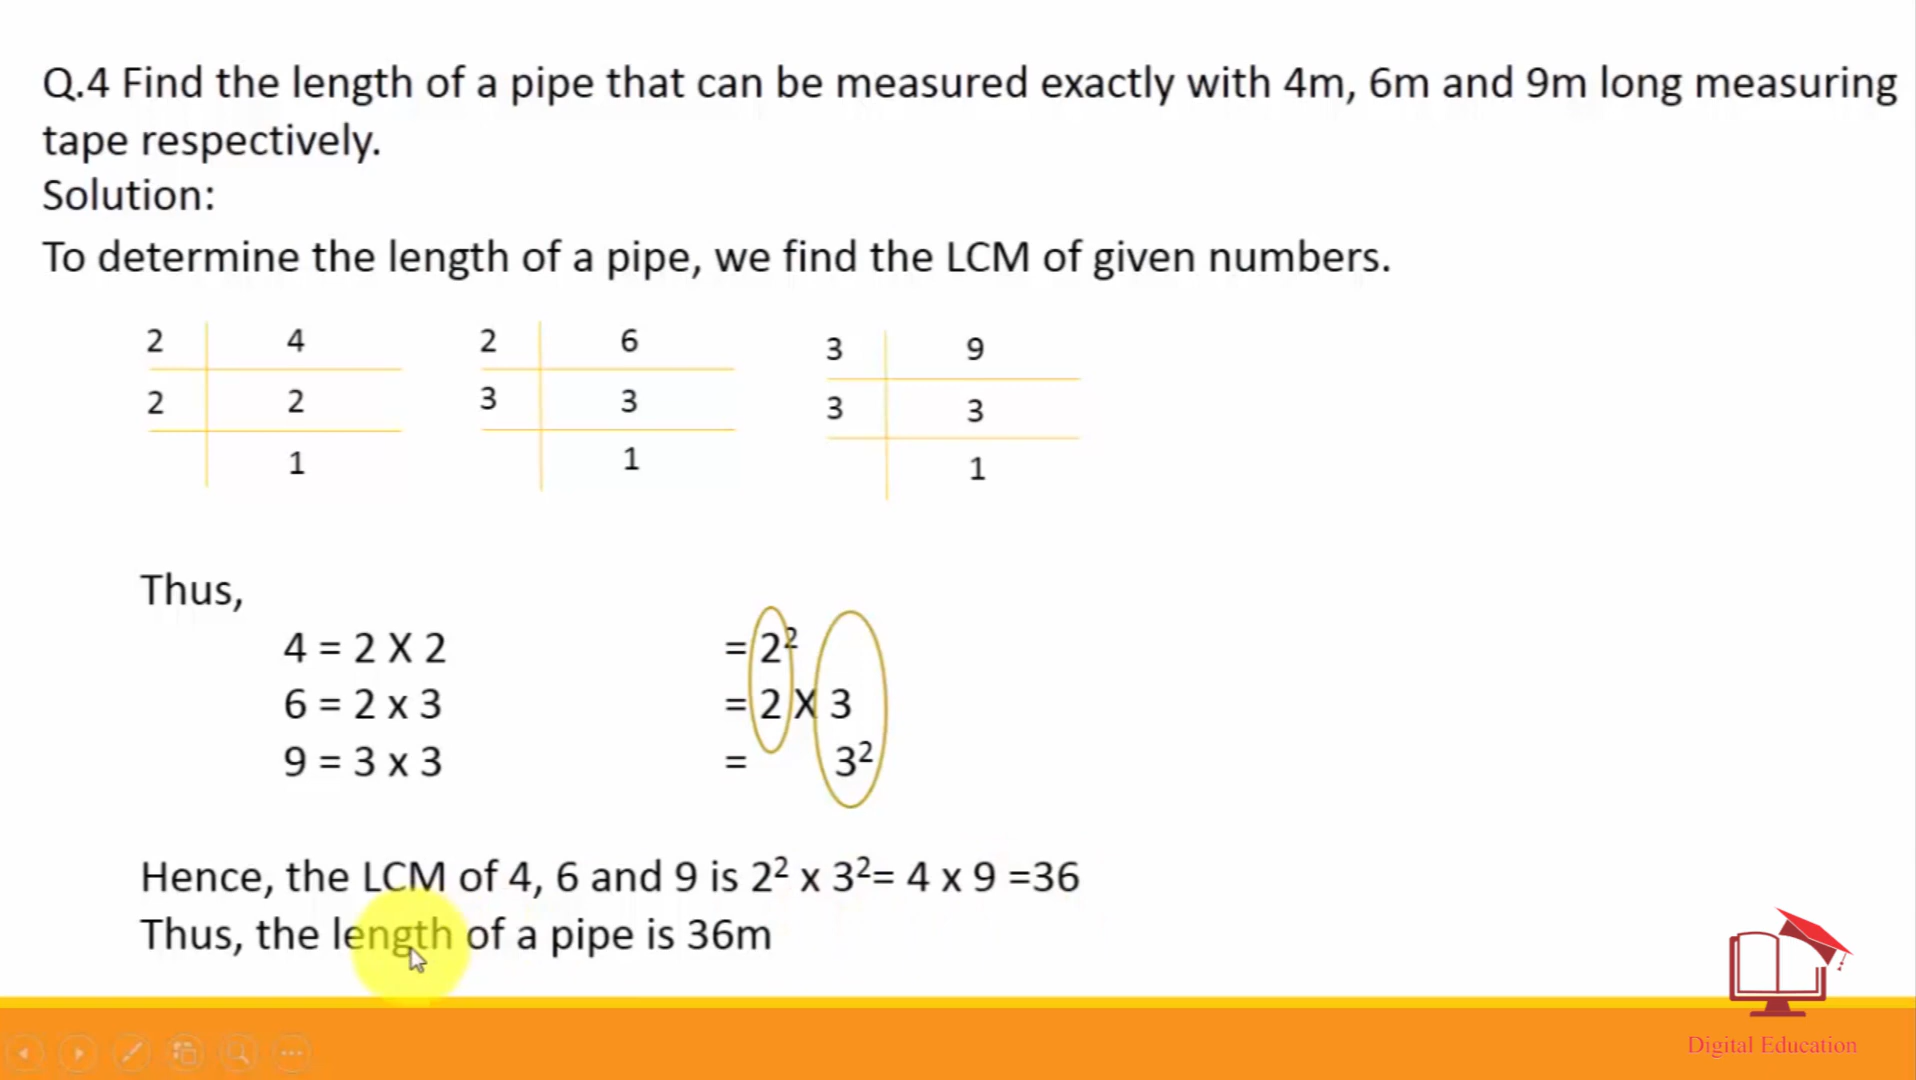 Q.4 Find the length of a pipe that can be measured exactly with 4m, 6m and 9m long measuring
tape respectively.
Solution:
To determine the length of a pipe, we find the LCM of given numbers.
2 4
2 2
1
2 6
3 3
1
3 9
3 3
1
Thus,
4 = 2 X 2 = 2²
6 = 2 x 3 = 2 X 3
9 = 3 x 3 = 3²
Hence, the LCM of 4, 6 and 9 is 2² x 3²= 4 x 9 =36
Thus, the length of a pipe is 36m
Digital Education